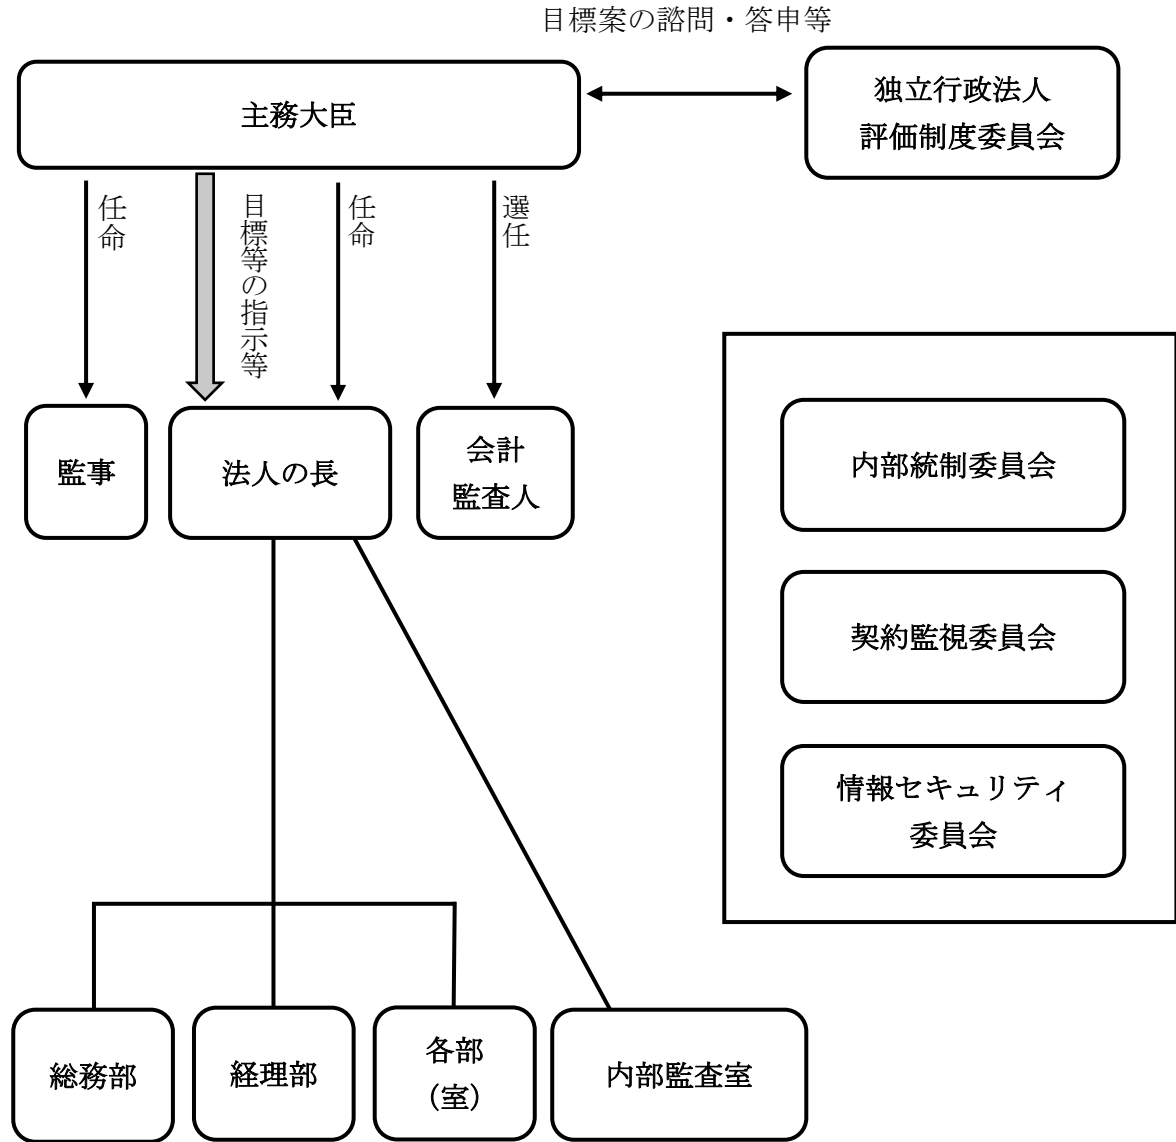 目標案の諮問・答申等
主務大臣
独立行政法人
評価制度委員会
任命
目標等の指示等
任命
選任
監事
法人の長
会計
監査人
内部統制委員会
契約監視委員会
情報セキュリティ
委員会
総務部
経理部
各部
（室）
内部監査室